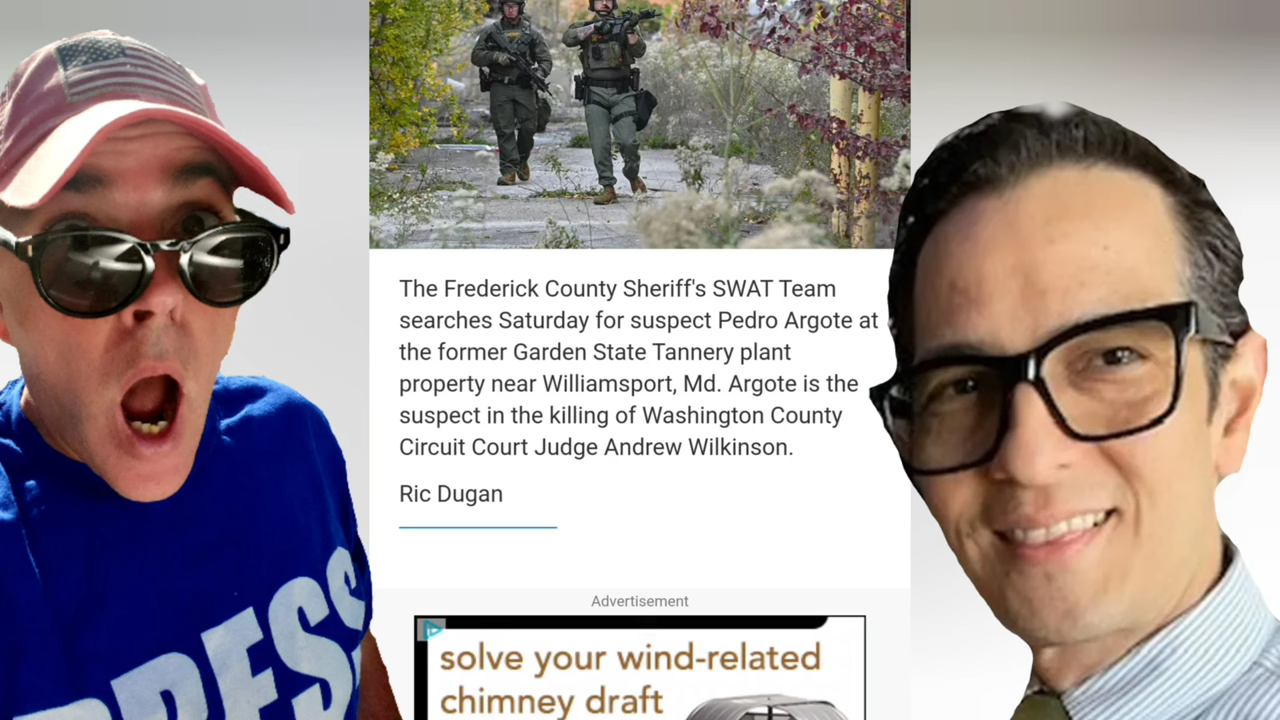 The Frederick County Sheriff's SWAT Team
searches Saturday for suspect Pedro Argote at
the former Garden State Tannery plant
property near Williamsport, Md. Argote is the
suspect in the killing of Washington County
Circuit Court Judge Andrew Wilkinson.
Ric Dugan
Advertisement
solve your wind-related
chimney draft
PRESS